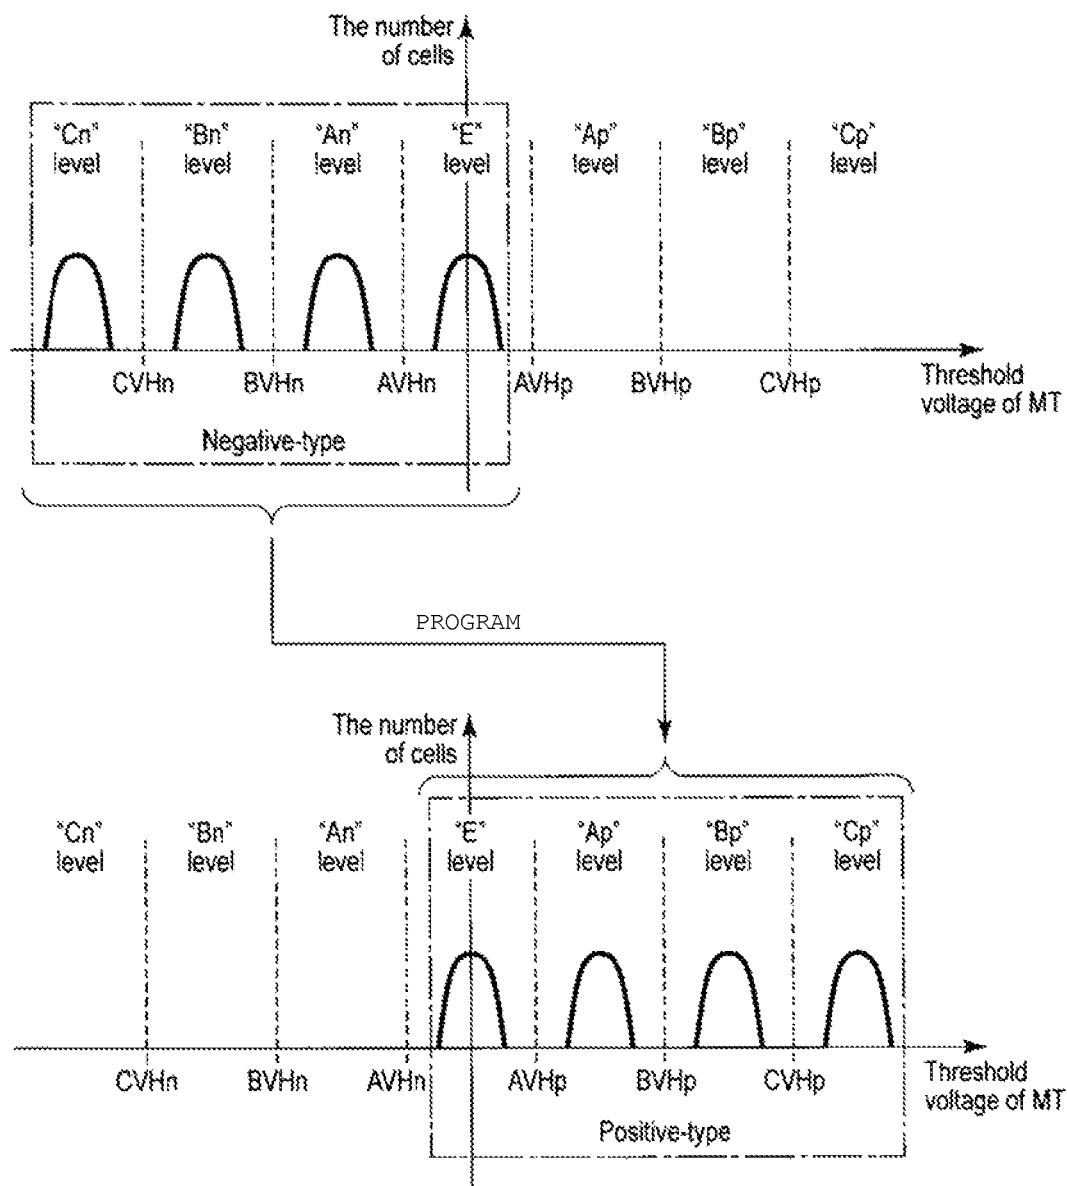 The number
of cells
"Cn"
level
"Bn"
level
"An"
level
"E"
level
"Ap"
level
"Bp"
level
"Cp"
level
CVHn
BVHn
AVHn
AVHp
BVHp
CVHp
Threshold
voltage of MT
Negative-type
PROGRAM
The number
of cells
"Cn"
level
"Bn"
level
"An"
level
"E"
level
"Ap"
level
"Bp"
level
"Cp"
level
CVHn
BVHn
AVHn
AVHp
BVHp
CVHp
Threshold
voltage of MT
Positive-type